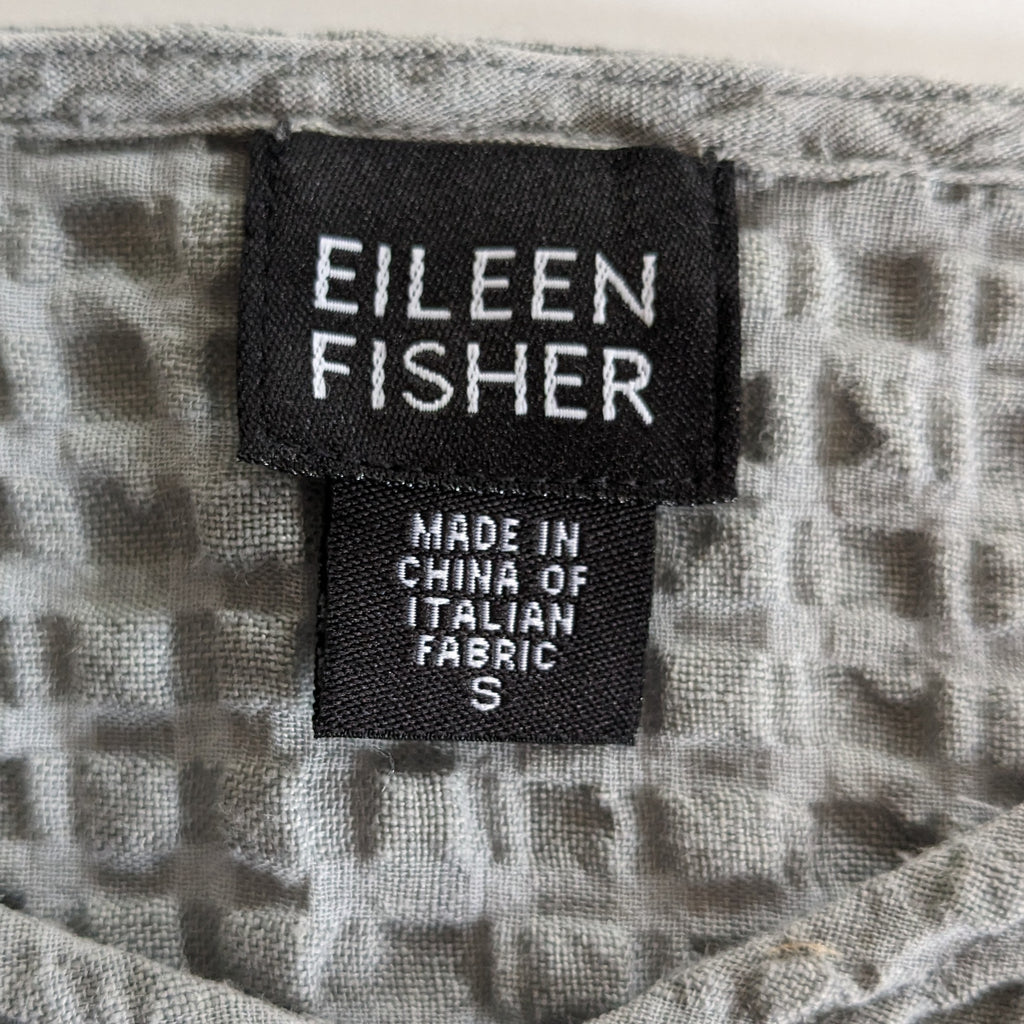 EILEEN
FISHER
MADE IN
CHINA OF
ITALIAN
FABRIC
S